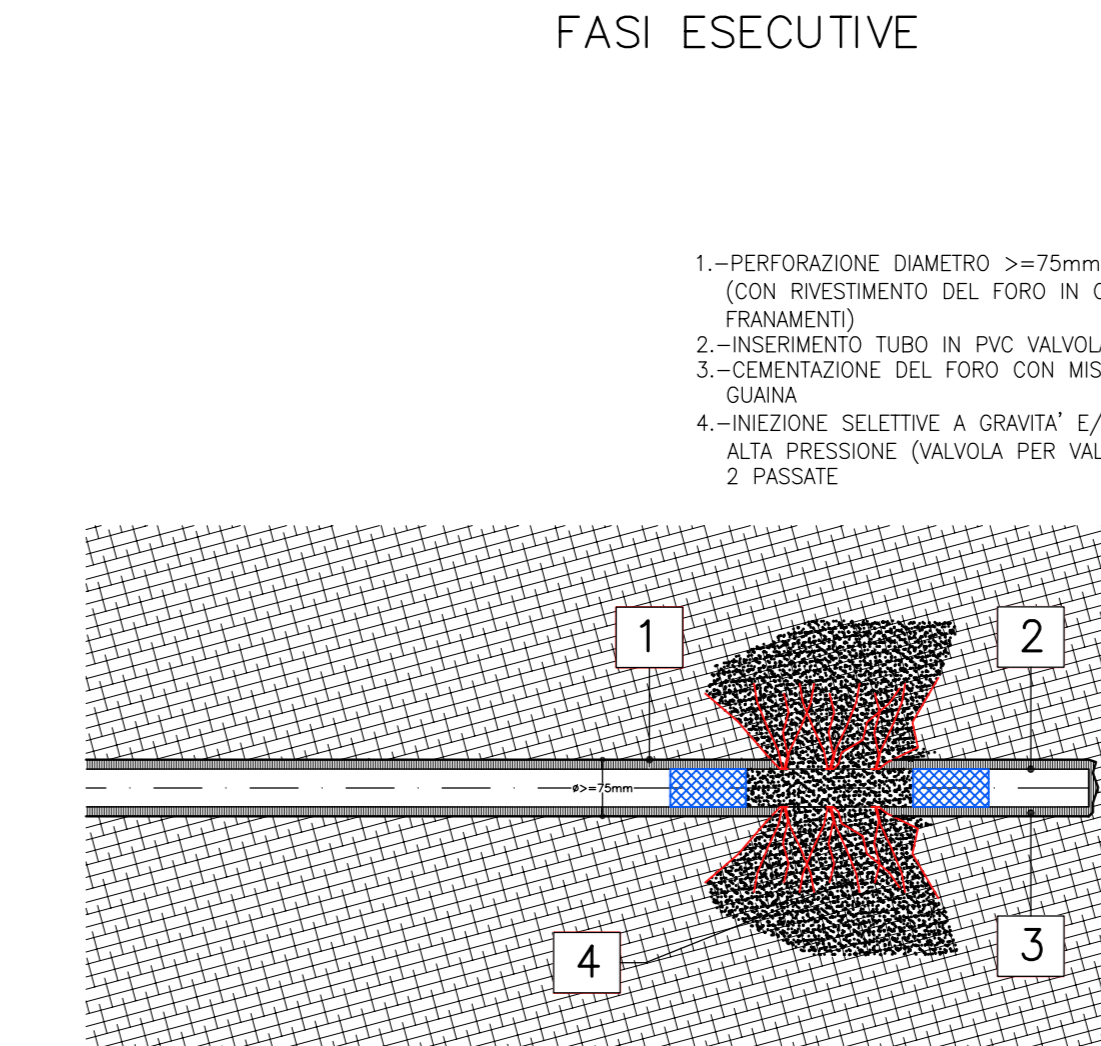 FASI ESECUTIVE
1.–PERFORAZIONE DIAMETRO >=75mm
(CON RIVESTIMENTO DEL FORO IN
FRANAMENTI)
2.–INSERIMENTO TUBO IN PVC
3.–CEMENTAZIONE DEL FORO CON
GUAINA
4.–INIEZIONE SELETTIVE A GRAVITA' E/
ALTA PRESSIONE (VALVOLA PER
2 PASSATE
1
2
ø>=75mm
4
3